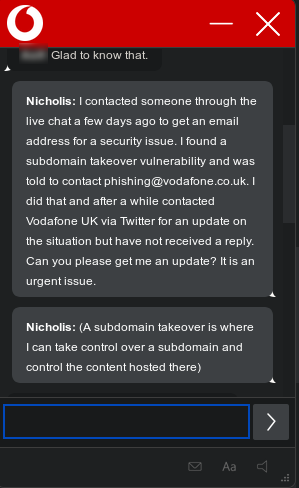 Glad to know that.
Nicholis: I contacted someone through the
live chat a few days ago to get an email
address for a security issue. I found a
subdomain takeover vulnerability and was
told to contact phishing@vodafone.co.uk. I
did that and after a while contacted
Vodafone UK via Twitter for an update on
the situation but have not received a reply.
Can you please get me an update? It is an
urgent issue.
Nicholis: (A subdomain takeover is where
I can take control over a subdomain and
control the content hosted there)
Aa